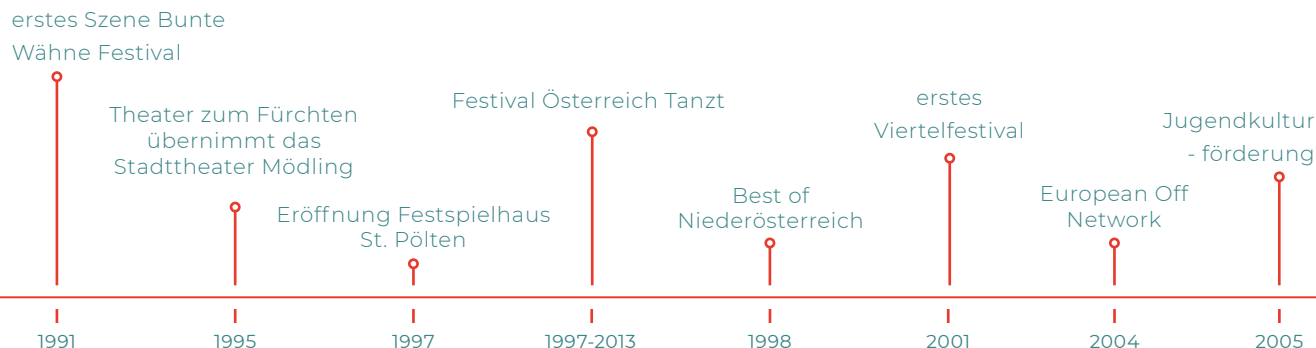 erstes Szene Bunte
Wähne Festival
Theater zum Fürchten
übernimmt das
Stadttheater Mödling
Eröffnung Festspielhaus
St. Pölten
Festival Österreich Tanzt
Best of
Niederösterreich
erstes
Viertelfestival
European Off
Network
Jugendkultur
- förderung
1991
1995
1997
1997-2013
1998
2001
2004
2005